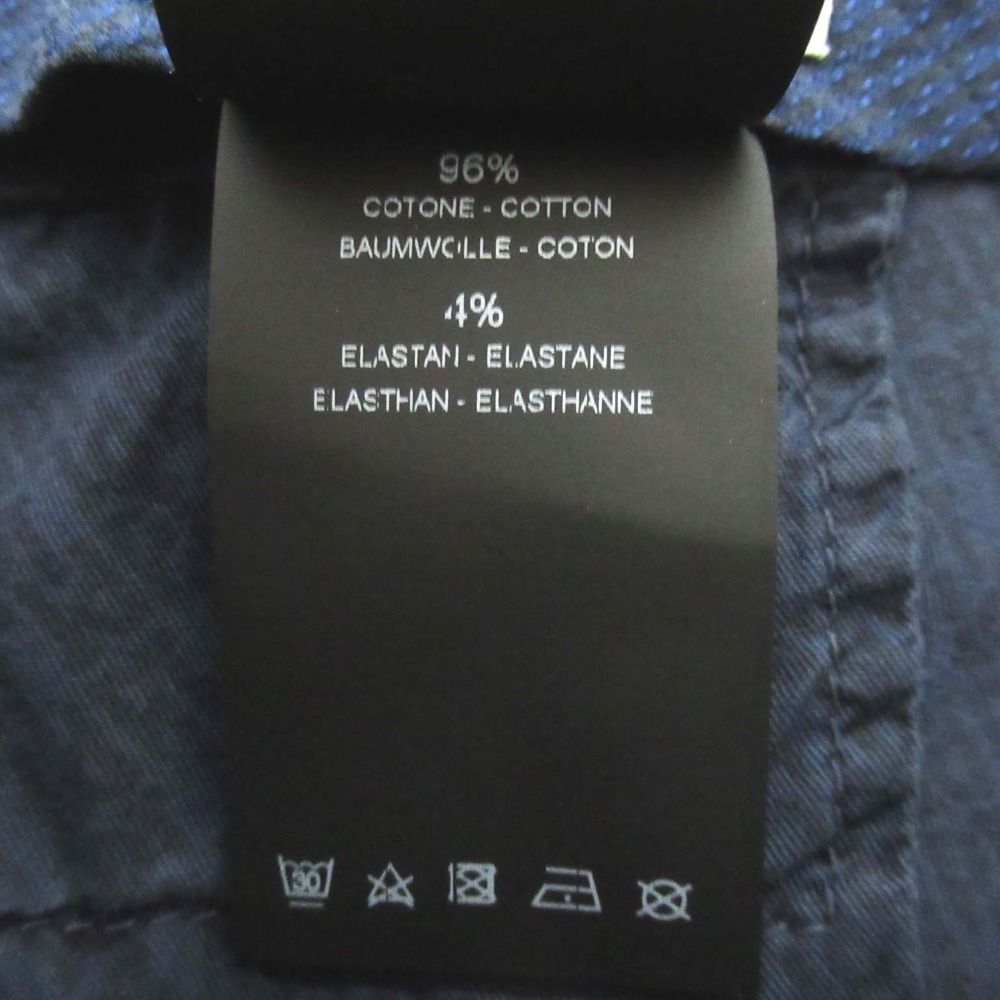 96%
COTONE - COTTON
BAUMWOLLE - COTON
4%
ELASTAN - ELASTANE
ELASTHAN - ELASTHANNE
30